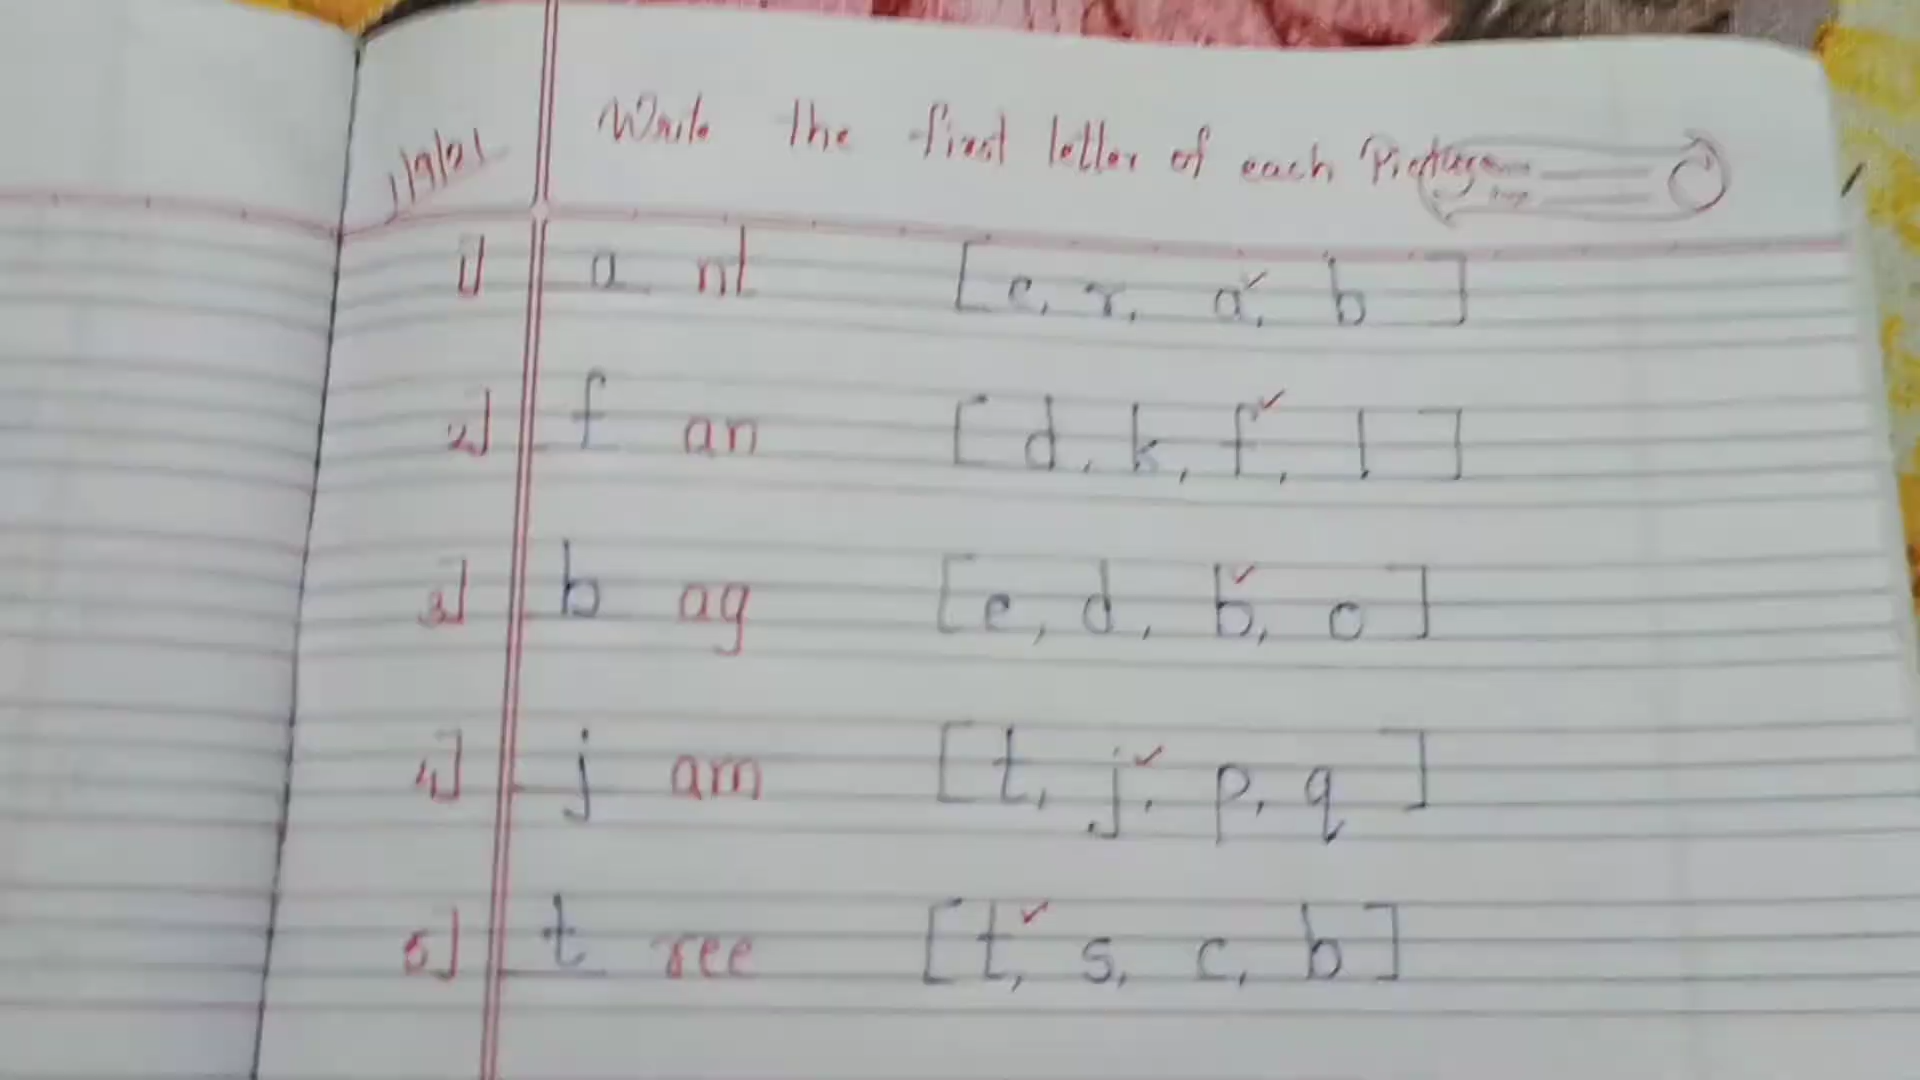 Write the first letter of each Picture
1/9/21
1] a nt [e, r, a, b]
2] f an [d, k, f, l]
3] b ag [e, d, b, c]
4] j am [t, j, p, q]
5] t ree [t, s, c, b]